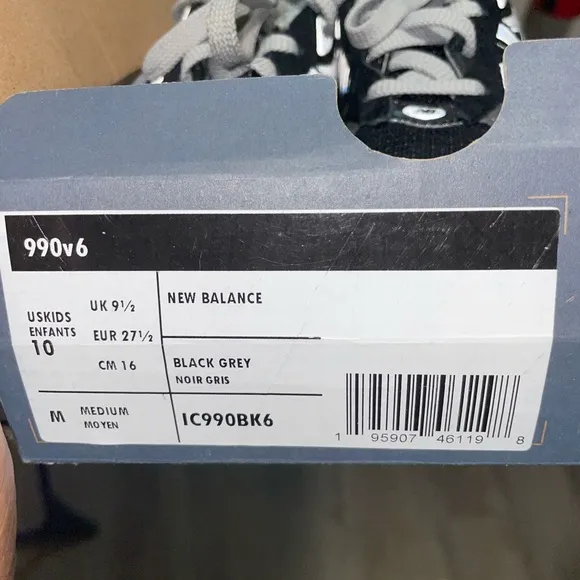 990v6
USKIDS
ENFANTS
10
UK 9½
EUR 27½
CM 16
NEW BALANCE
BLACK GREY
NOIR GRIS
M
MEDIUM
MOYEN
IC990BK6
1 95907 46119 8